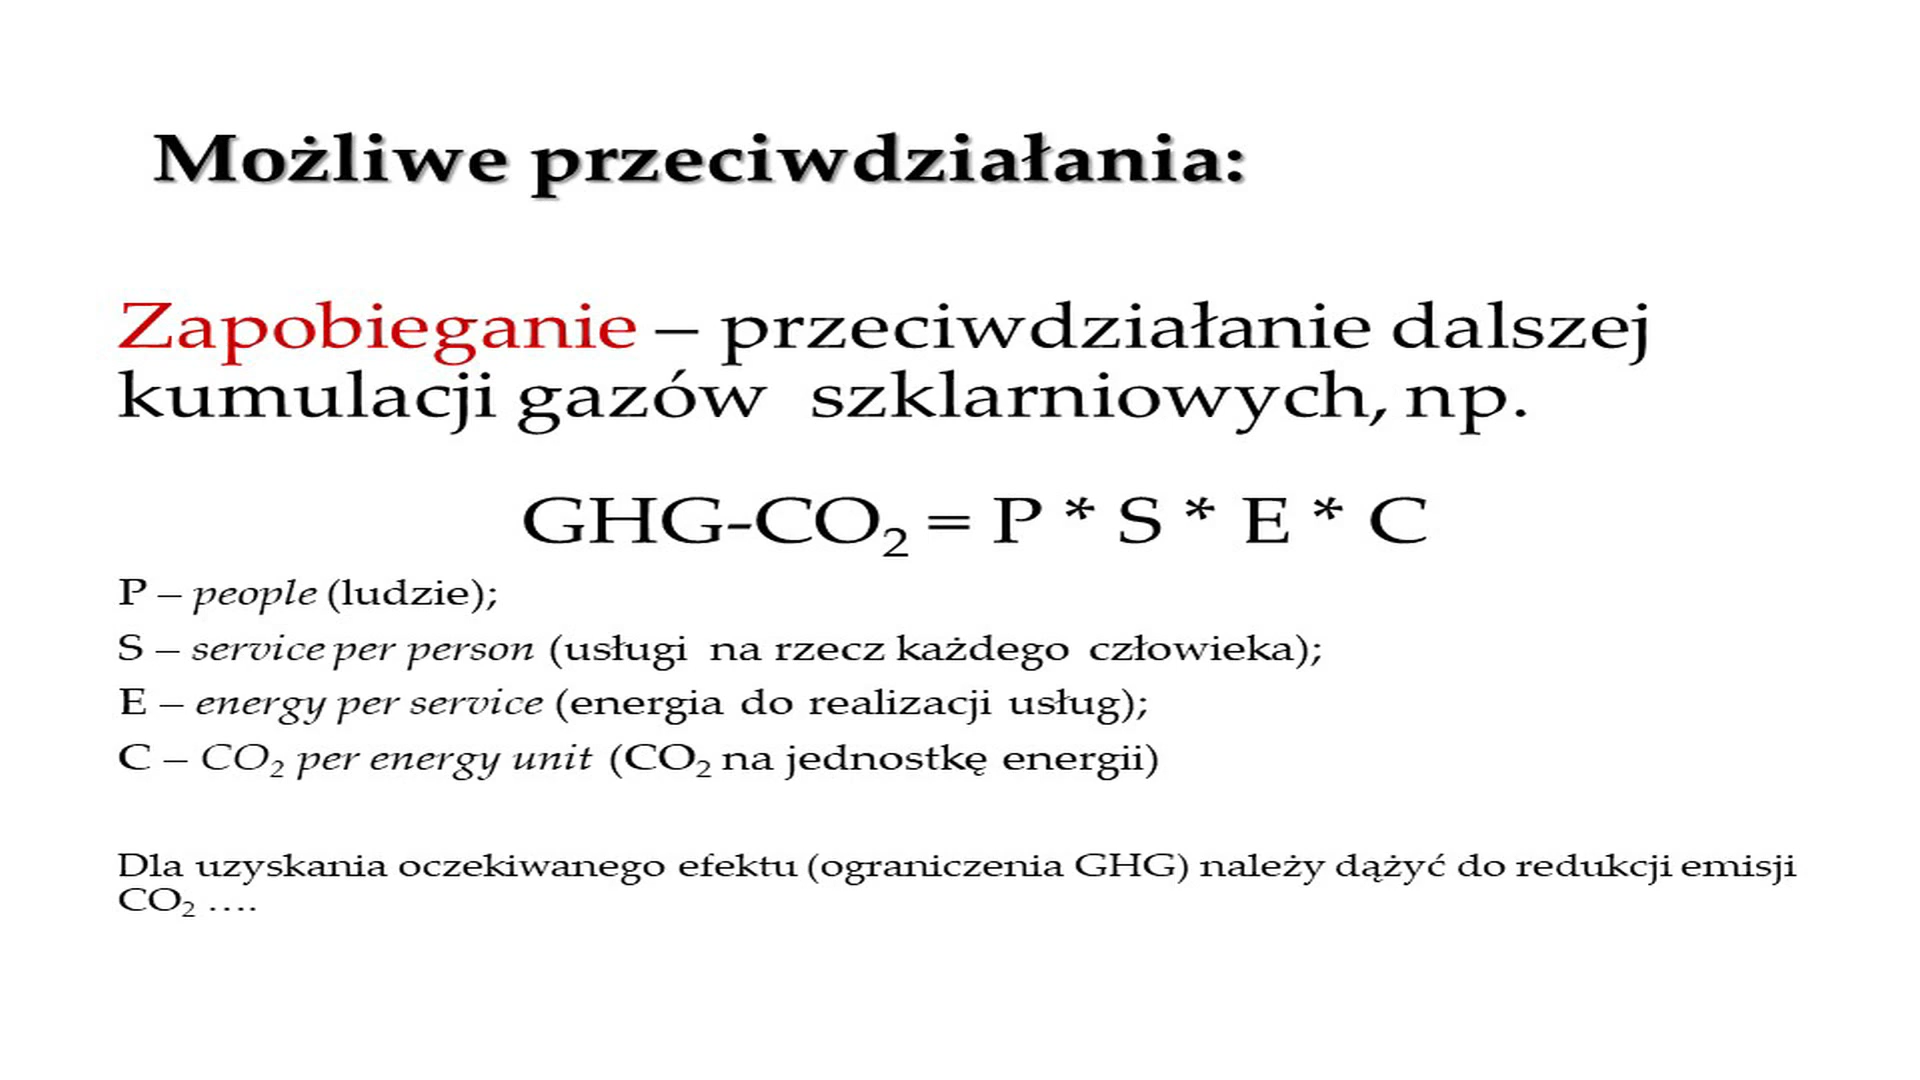 Możliwe przeciwdziałania:
Zapobieganie – przeciwdziałanie dalszej
kumulacji gazów szklarniowych, np.
GHG-CO₂ = P * S * E * C
P – people (ludzie);
S – service per person (usługi na rzecz każdego człowieka);
E – energy per service (energia do realizacji usług);
C – CO₂ per energy unit (CO₂ na jednostkę energii)
Dla uzyskania oczekiwanego efektu (ograniczenia GHG) należy dążyć do redukcji emisji
CO₂ ....